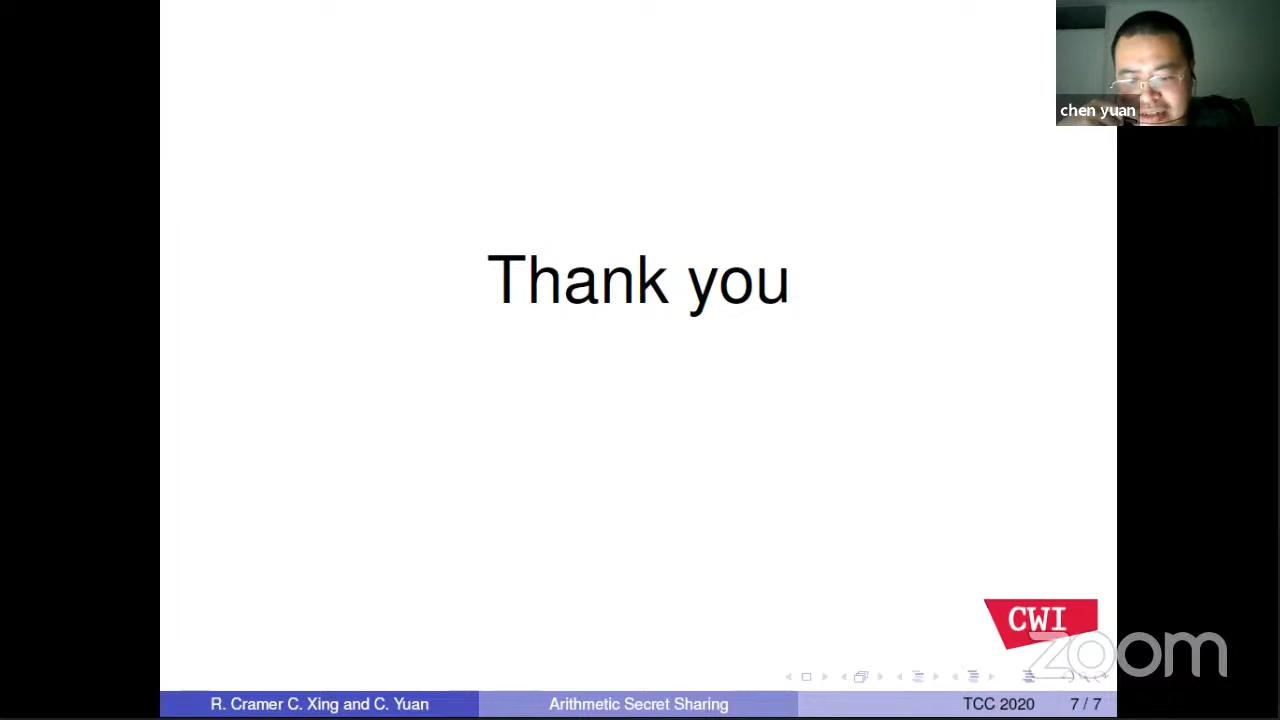 chen yuan
Thank you
CWI
zoom
R. Cramer C. Xing and C. Yuan
Arithmetic Secret Sharing
TCC 2020
7 / 7